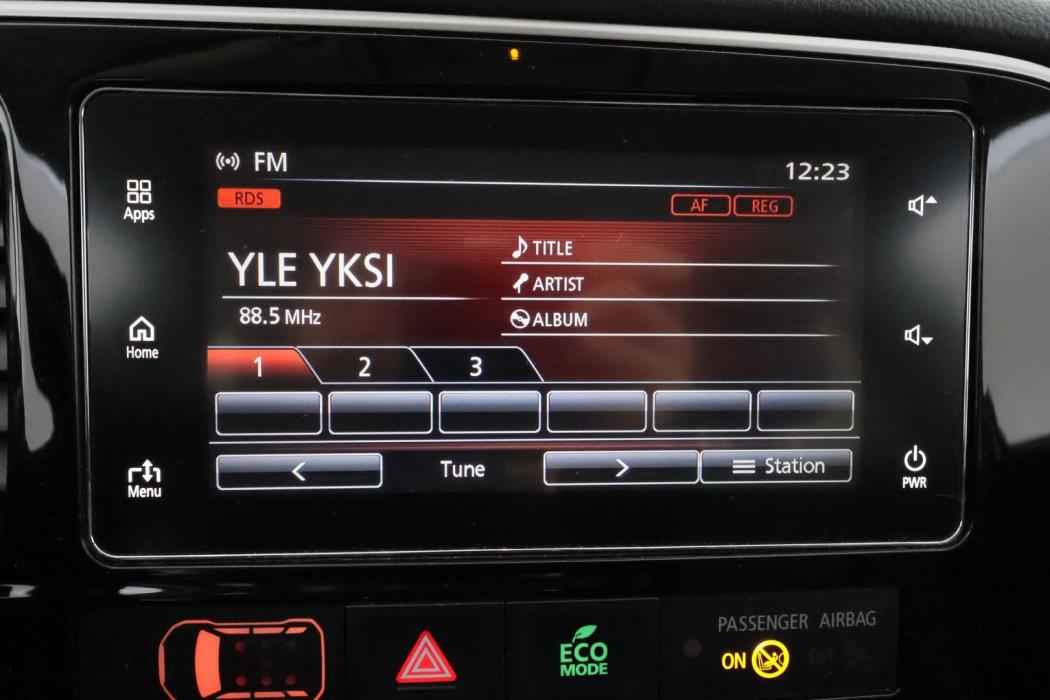 FM
12:23
RDS
AF REG
Apps
YLE YKSI
88.5 MHz
TITLE
ARTIST
ALBUM
Home
1 2 3
< Tune > Station
Menu
PWR
PASSENGER AIRBAG
ON OFF
ECO
MODE